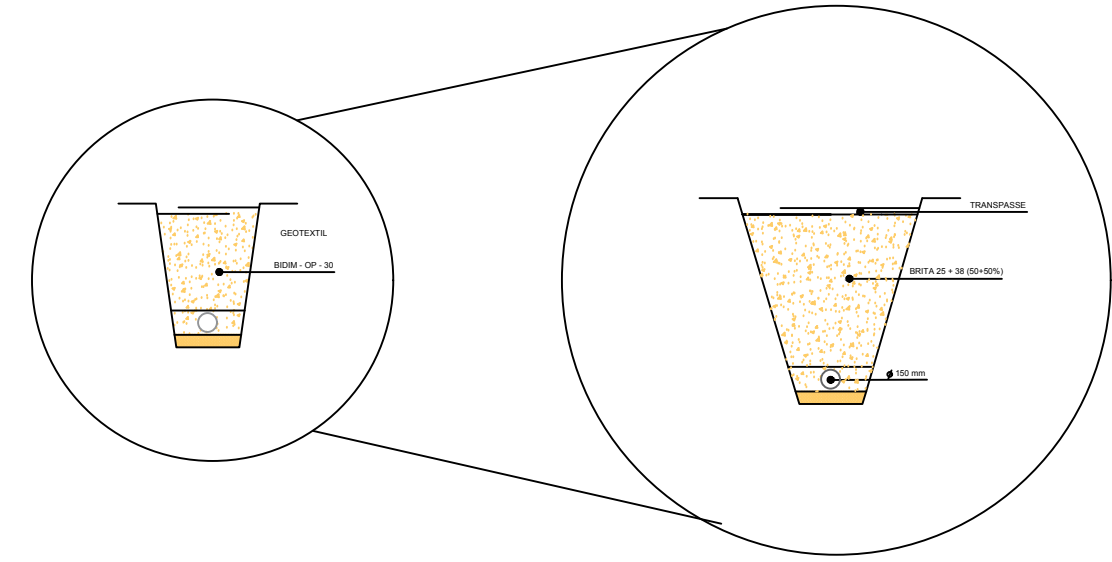 GEOTEXTIL
BIDIM - OP - 30
TRANSPASSE
BRITA 25 + 38 (50+50%)
ø 150 mm